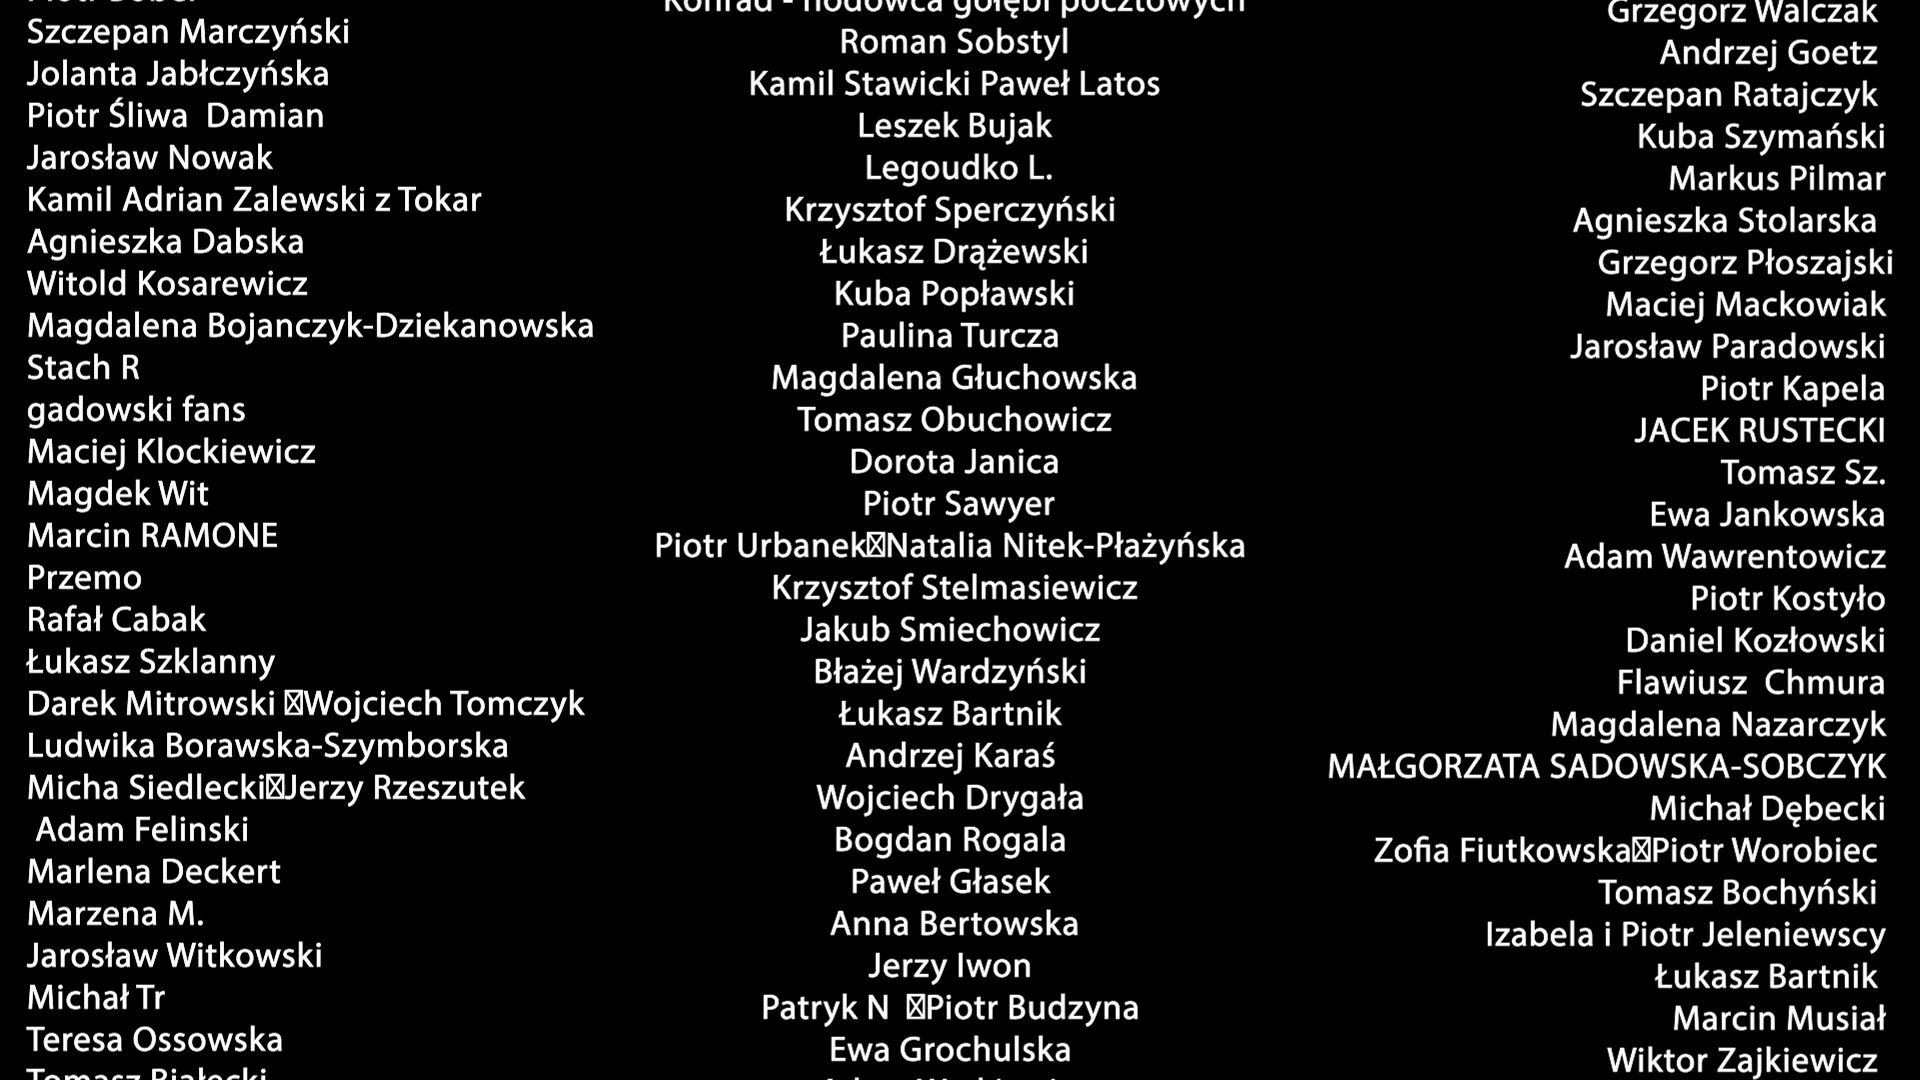 Szczepan Marczyński
Jolanta Jabłczyńska
Piotr Śliwa  Damian
Jarosław Nowak
Kamil Adrian Zalewski z Tokar
Agnieszka Dabska
Witold Kosarewicz
Magdalena Bojanczyk-Dziekanowska
Stach R
gadowski fans
Maciej Klockiewicz
Magdek Wit
Marcin RAMONE
Przemo
Rafał Cabak
Łukasz Szklanny
Darek Mitrowski Wojciech Tomczyk
Ludwika Borawska-Szymborska
Micha Siedlecki Jerzy Rzeszutek
Adam Felinski
Marlena Deckert
Marzena M.
Jarosław Witkowski
Michał Tr
Teresa Ossowska
Tomasz Białecki
Konrad - hodowca gołębi pocztowych
Roman Sobstyl
Kamil Stawicki Paweł Latos
Leszek Bujak
Legoudko L.
Krzysztof Sperczyński
Łukasz Drążewski
Kuba Popławski
Paulina Turcza
Magdalena Głuchowska
Tomasz Obuchowicz
Dorota Janica
Piotr Sawyer
Piotr Urbanek Natalia Nitek-Płażyńska
Krzysztof Stelmasiewicz
Jakub Smiechowicz
Błażej Wardzyński
Łukasz Bartnik
Andrzej Karaś
Wojciech Drygała
Bogdan Rogala
Paweł Głasek
Anna Bertowska
Jerzy Iwon
Patryk N  Piotr Budzyna
Ewa Grochulska
Grzegorz Walczak
Andrzej Goetz
Szczepan Ratajczyk
Kuba Szymański
Markus Pilmar
Agnieszka Stolarska
Grzegorz Płoszajski
Maciej Mackowiak
Jarosław Paradowski
Piotr Kapela
JACEK RUSTECKI
Tomasz Sz.
Ewa Jankowska
Adam Wawrentowicz
Piotr Kostyło
Daniel Kozłowski
Flawiusz  Chmura
Magdalena Nazarczyk
MAŁGORZATA SADOWSKA-SOBCZYK
Michał Dębecki
Zofia Fiutkowska Piotr Worobiec
Tomasz Bochyński
Izabela i Piotr Jeleniewscy
Łukasz Bartnik
Marcin Musiał
Wiktor Zajkiewicz